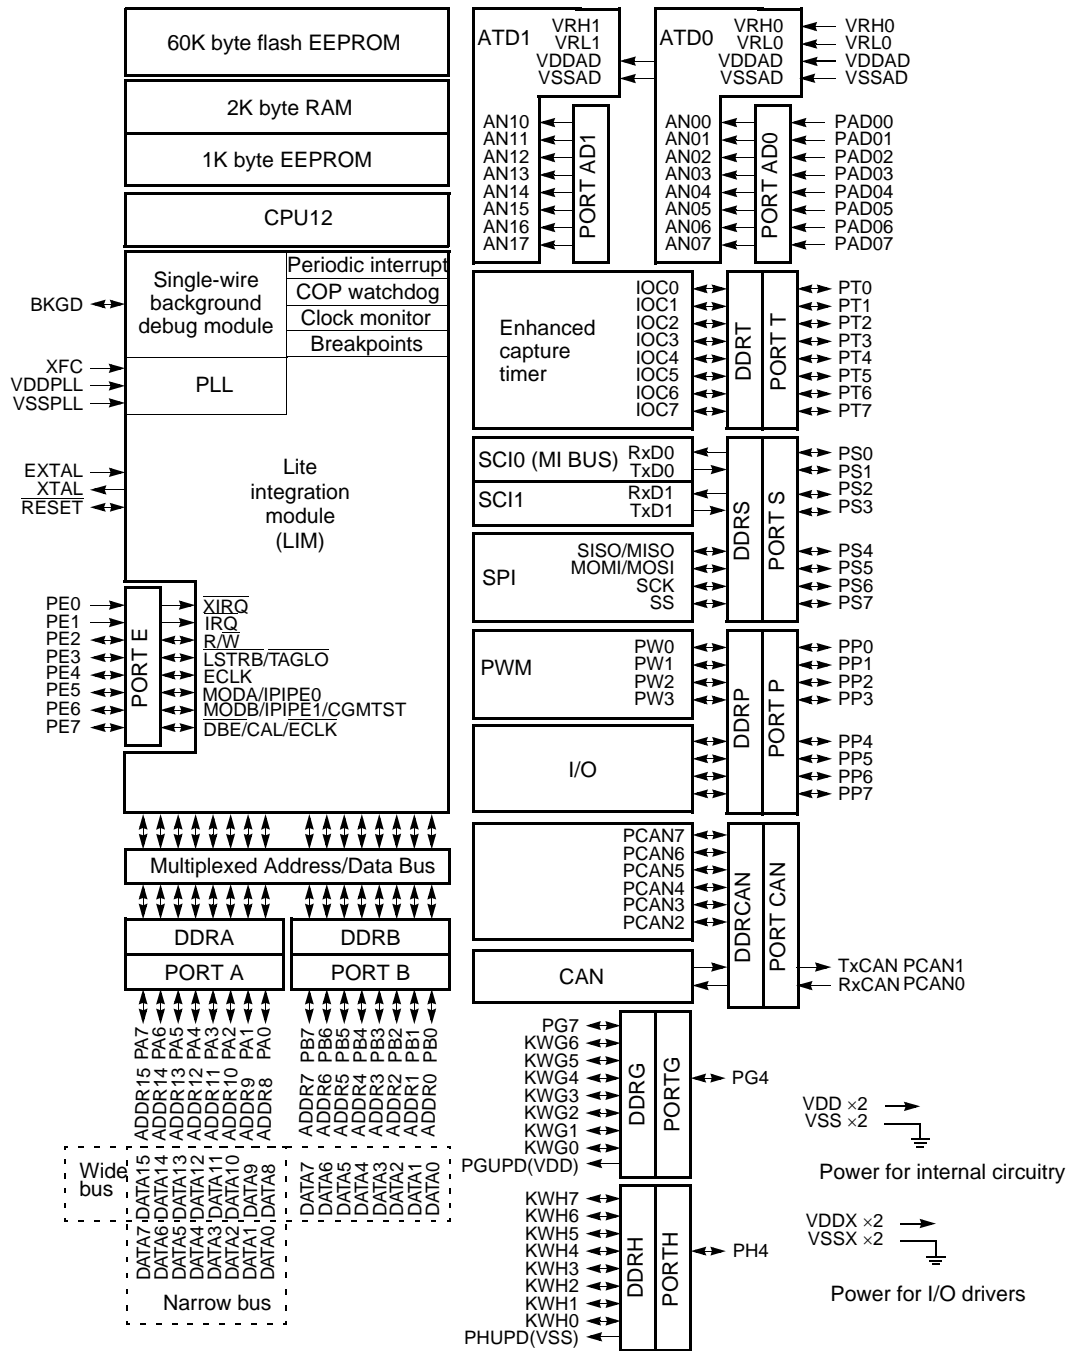 60K byte flash EEPROM
2K byte RAM
1K byte EEPROM
CPU12
Single-wire
background
debug module
Periodic interrupt
COP watchdog
Clock monitor
Breakpoints
BKGD
XFC
VDDPLL
VSSPLL
PLL
EXTAL
XTAL
RESET
Lite
integration
module
(LIM)
PE0
PE1
PE2
PE3
PE4
PE5
PE6
PE7
PORT E
XIRQ
IRQ
R/W
LSTRB/TAGLO
ECLK
MODA/IPIPE0
MODB/IPIPE1/CGMTST
DBE/CAL/ECLK
Multiplexed Address/Data Bus
DDRA
DDRB
PORT A
PORT B
PA7
PA6
PA5
PA4
PA3
PA2
PA1
PA0
PB7
PB6
PB5
PB4
PB3
PB2
PB1
PB0
ADDR15
ADDR14
ADDR13
ADDR12
ADDR11
ADDR10
ADDR9
ADDR8
ADDR7
ADDR6
ADDR5
ADDR4
ADDR3
ADDR2
ADDR1
ADDR0
Wide
bus
DATA15
DATA14
DATA13
DATA12
DATA11
DATA10
DATA9
DATA8
DATA7
DATA6
DATA5
DATA4
DATA3
DATA2
DATA1
DATA0
DATA7
DATA6
DATA5
DATA4
DATA3
DATA2
DATA1
DATA0
Narrow bus
ATD1
VRH1
VRL1
VDDAD
VSSAD
AN10
AN11
AN12
AN13
AN14
AN15
AN16
AN17
PORT AD1
ATD0
VRH0
VRL0
VDDAD
VSSAD
VRH0
VRL0
VDDAD
VSSAD
AN00
AN01
AN02
AN03
AN04
AN05
AN06
AN07
PORT AD0
PAD00
PAD01
PAD02
PAD03
PAD04
PAD05
PAD06
PAD07
Enhanced
capture
timer
IOC0
IOC1
IOC2
IOC3
IOC4
IOC5
IOC6
IOC7
DDRT
PORT T
PT0
PT1
PT2
PT3
PT4
PT5
PT6
PT7
SCI0 (MI BUS)
RxD0
TxD0
SCI1
RxD1
TxD1
SPI
SISO/MISO
MOMI/MOSI
SCK
SS
DDRS
PORT S
PS0
PS1
PS2
PS3
PS4
PS5
PS6
PS7
PWM
PW0
PW1
PW2
PW3
I/O
DDRP
PORT P
PP0
PP1
PP2
PP3
PP4
PP5
PP6
PP7
PCAN7
PCAN6
PCAN5
PCAN4
PCAN3
PCAN2
CAN
DDRCAN
PORT CAN
TxCAN PCAN1
RxCAN PCAN0
PG7
KWG6
KWG5
KWG4
KWG3
KWG2
KWG1
KWG0
PGUPD(VDD)
DDRG
PORTG
PG4
KWH7
KWH6
KWH5
KWH4
KWH3
KWH2
KWH1
KWH0
PHUPD(VSS)
DDRH
PORTH
PH4
VDD ×2
VSS ×2
Power for internal circuitry
VDDX ×2
VSSX ×2
Power for I/O drivers